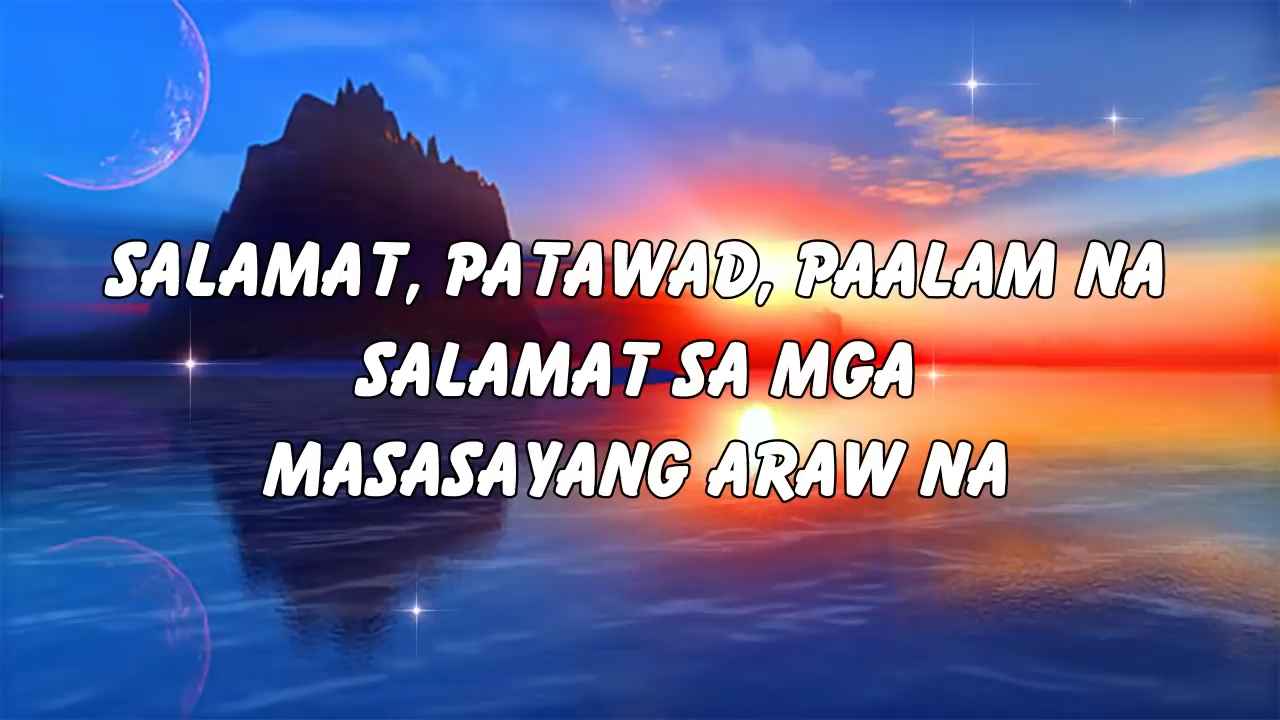 SALAMAT, PATAWAD, PAALAM NA
SALAMAT SA MGA
MASASAYANG ARAW NA